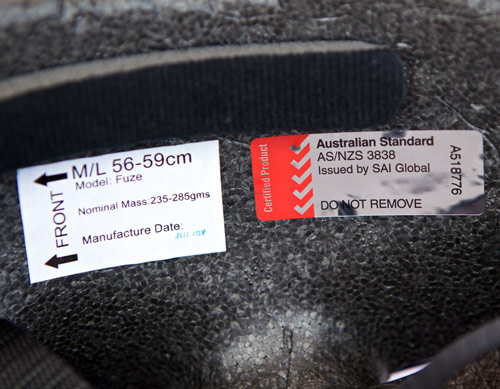 M/L 56-59cm
Model: Fuze
Nominal Mass: 235-285gms
Manufacture Date:
FRONT
Certified Product
Australian Standard
AS/NZS 3838
Issued by SAI Global
DO NOT REMOVE
A518776